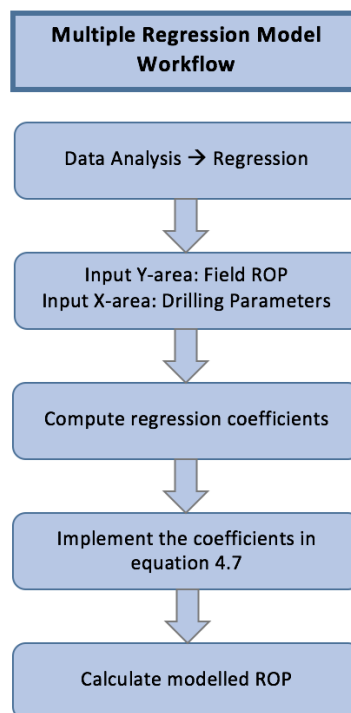 Multiple Regression Model
Workflow
Data Analysis → Regression
Input Y-area: Field ROP
Input X-area: Drilling Parameters
Compute regression coefficients
Implement the coefficients in
equation 4.7
Calculate modelled ROP